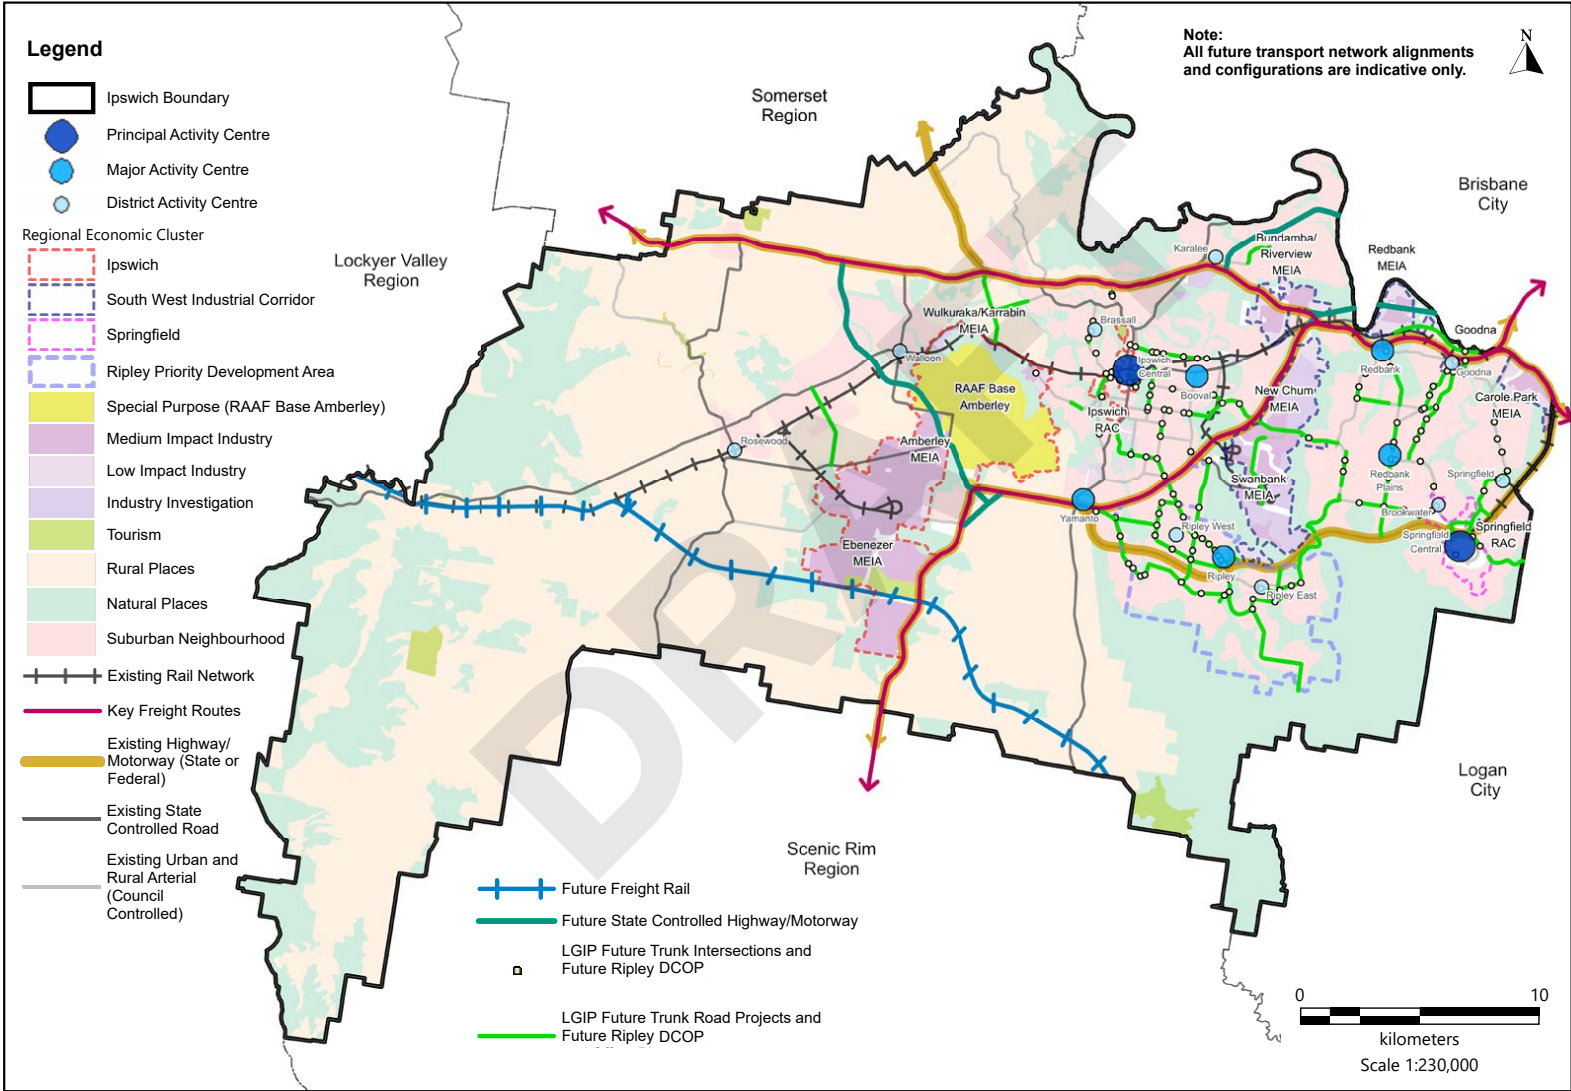 Legend
Ipswich Boundary
Principal Activity Centre
Major Activity Centre
District Activity Centre
Regional Economic Cluster
Ipswich
South West Industrial Corridor
Springfield
Ripley Priority Development Area
Special Purpose (RAAF Base Amberley)
Medium Impact Industry
Low Impact Industry
Industry Investigation
Tourism
Rural Places
Natural Places
Suburban Neighbourhood
Existing Rail Network
Key Freight Routes
Existing Highway/
Motorway (State or
Federal)
Existing State
Controlled Road
Existing Urban and
Rural Arterial
(Council
Controlled)
Future Freight Rail
Future State Controlled Highway/Motorway
LGIP Future Trunk Intersections and
Future Ripley DCOP
LGIP Future Trunk Road Projects and
Future Ripley DCOP
Note:
All future transport network alignments
and configurations are indicative only.
N
Somerset
Region
Brisbane
City
Lockyer Valley
Region
Logan
City
Scenic Rim
Region
Karalee
Bundamba/
Riverview
MEIA
Redbank
MEIA
Wulkuraka/Karrabin
MEIA
Brassall
Goodna
Walloon
Ipswich
Central
Redbank
Goodna
RAAF Base
Amberley
Booval
New Chum
MEIA
Carole Park
MEIA
Ipswich
RAC
Rosewood
Amberley
MEIA
Redbank
Plains
Springfield
Swanbank
MEIA
Brookwater
Yamanto
Ripley West
Springfield
Central
Springfield
RAC
Ebenezer
MEIA
Ripley
Ripley East
DRAFT
0 10
kilometers
Scale 1:230,000